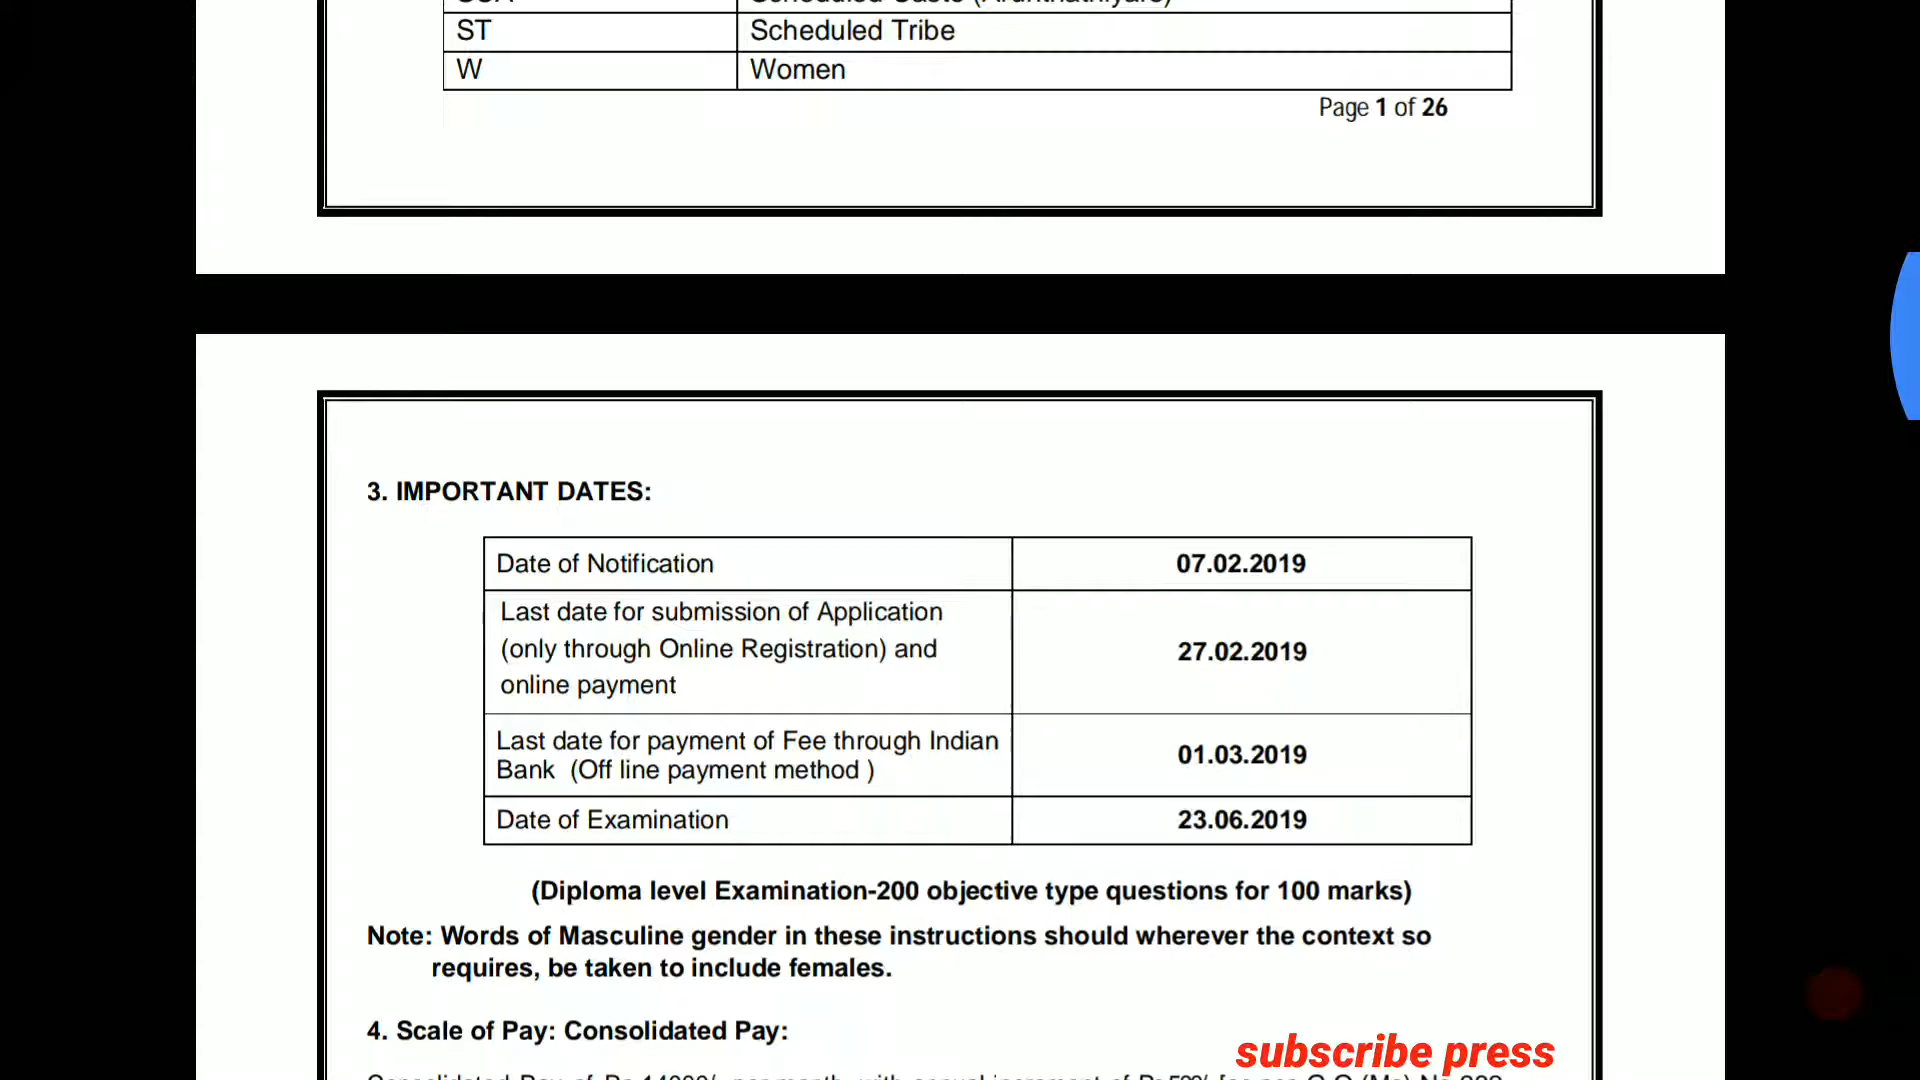 ST Scheduled Tribe
W Women
Page 1 of 26
3. IMPORTANT DATES:
Date of Notification 07.02.2019
Last date for submission of Application
(only through Online Registration) and
online payment
27.02.2019
Last date for payment of Fee through Indian
Bank (Off line payment method )
01.03.2019
Date of Examination 23.06.2019
(Diploma level Examination-200 objective type questions for 100 marks)
Note: Words of Masculine gender in these instructions should wherever the context so
requires, be taken to include females.
4. Scale of Pay: Consolidated Pay:
subscribe press